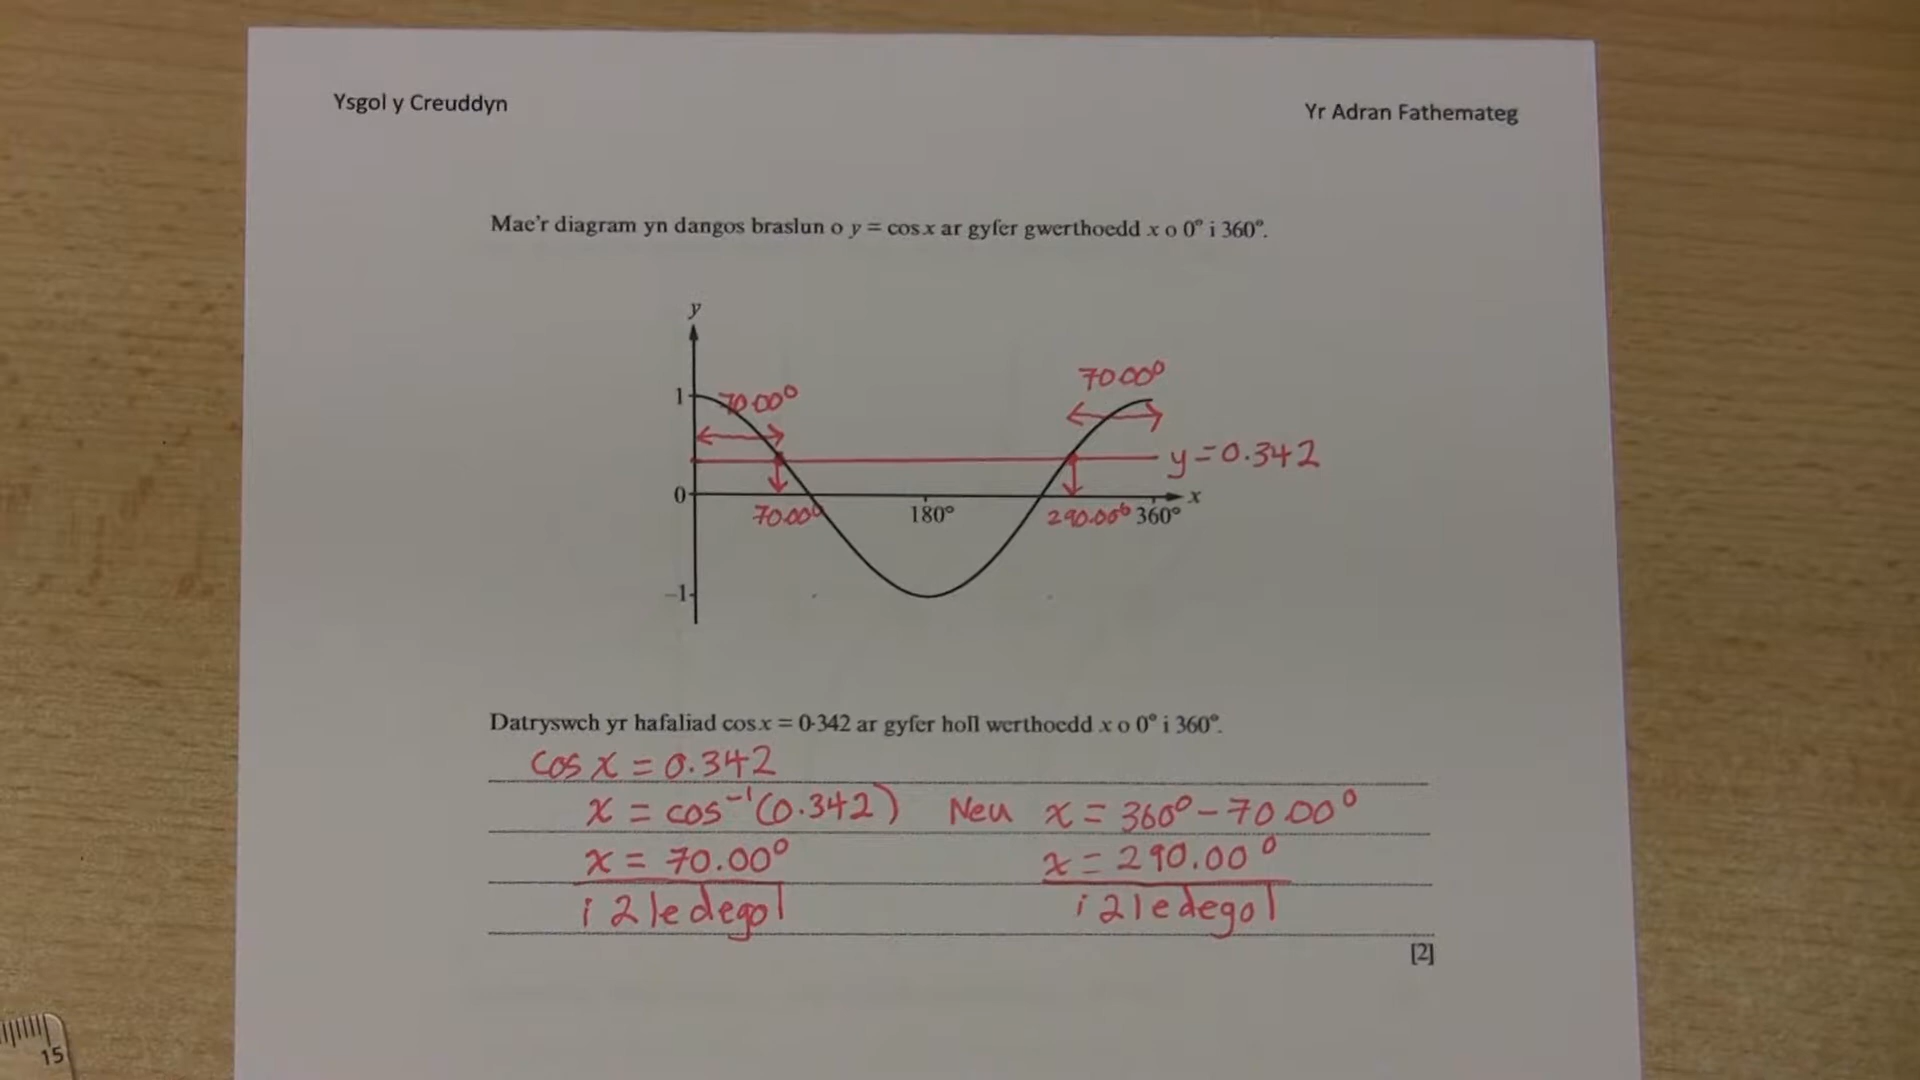 Ysgol y Creuddyn
Yr Adran Fathemateg
Mae'r diagram yn dangos braslun o y = cos x ar gyfer gwerthoedd x o 0° i 360°.
y
70.00°
70.00°
1
y = 0.342
0
x
70.00°
180°
290.00°
360°
–1
Datryswch yr hafaliad cos x = 0·342 ar gyfer holl werthoedd x o 0° i 360°.
cos x = 0.342
x = cos⁻¹(0.342) Neu x = 360° – 70.00°
x = 70.00° x = 290.00°
i 2 le degol i 2 le degol
[2]
15